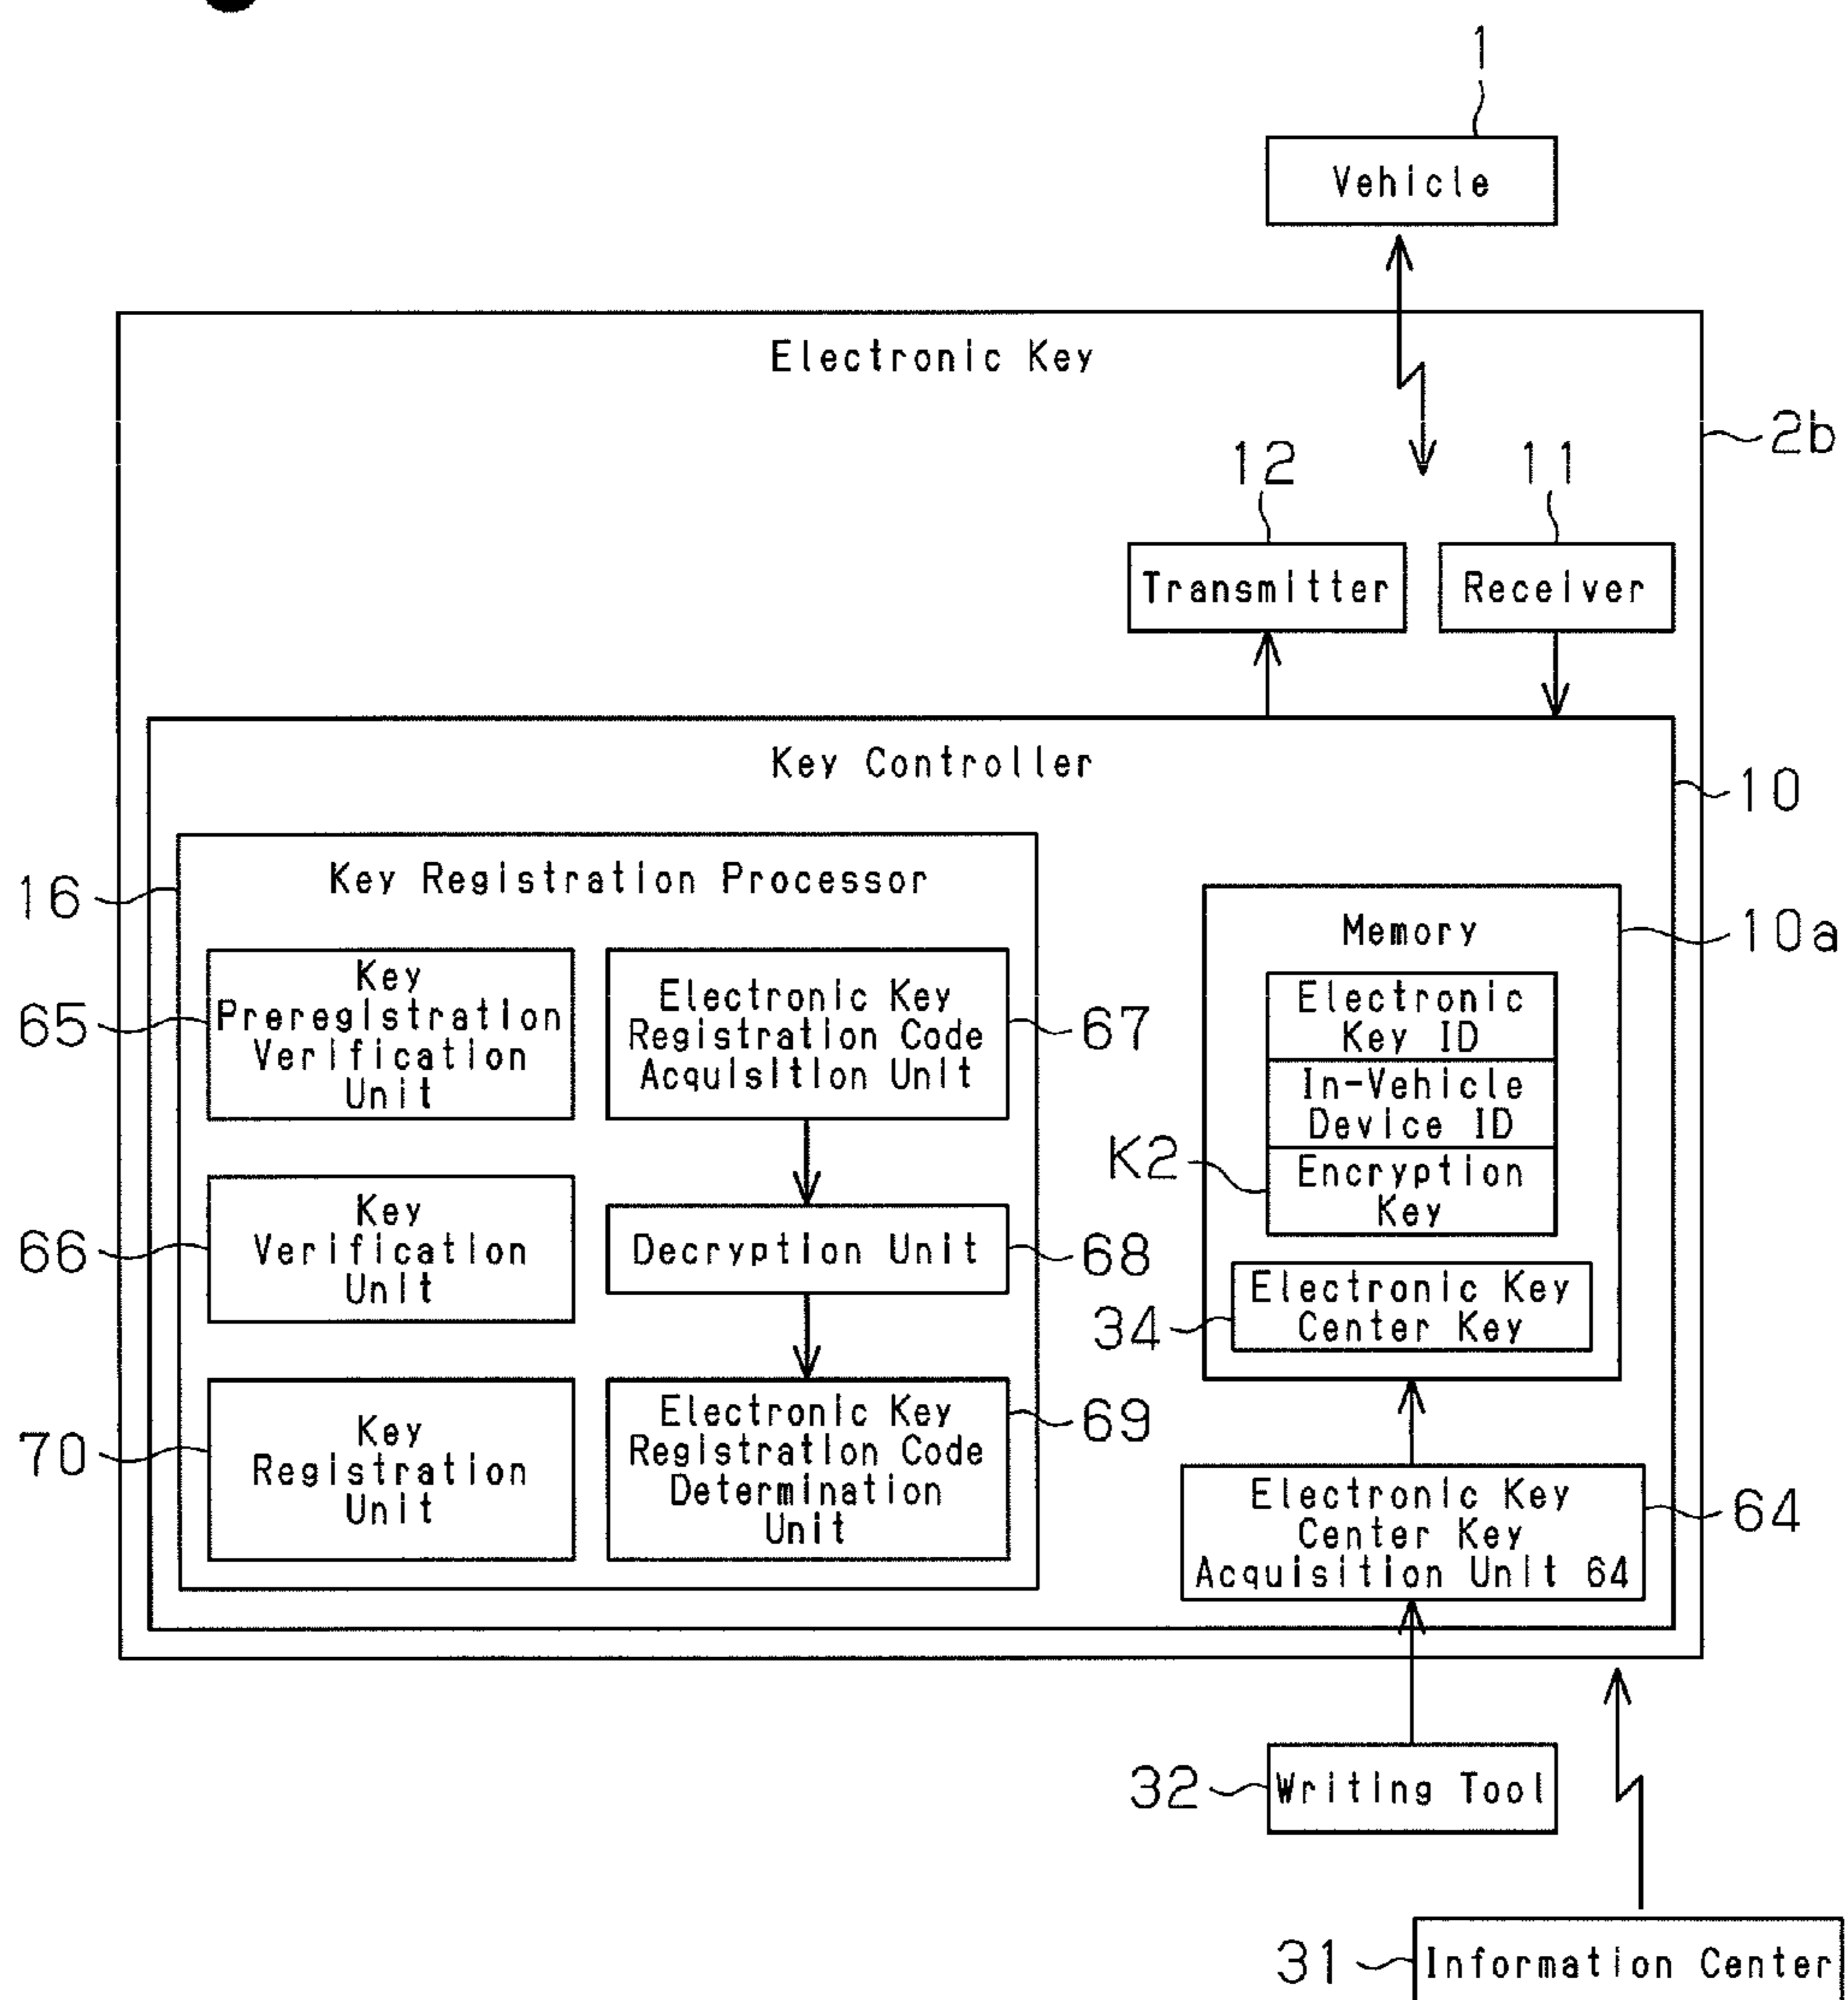 1
Vehicle
Electronic Key
2b
12
11
Transmitter
Receiver
Key Controller
10
16
Key Registration Processor
Memory
10a
65
Key
Preregistration
Verification
Unit
Electronic Key
Registration Code
Acquisition Unit
67
Electronic
Key ID
In-Vehicle
Device ID
K2
Encryption
Key
66
Key
Verification
Unit
Decryption Unit
68
34
Electronic Key
Center Key
70
Key
Registration
Unit
Electronic Key
Registration Code
Determination
Unit
69
Electronic Key
Center Key
Acquisition Unit 64
64
32
Writing Tool
31
Information Center